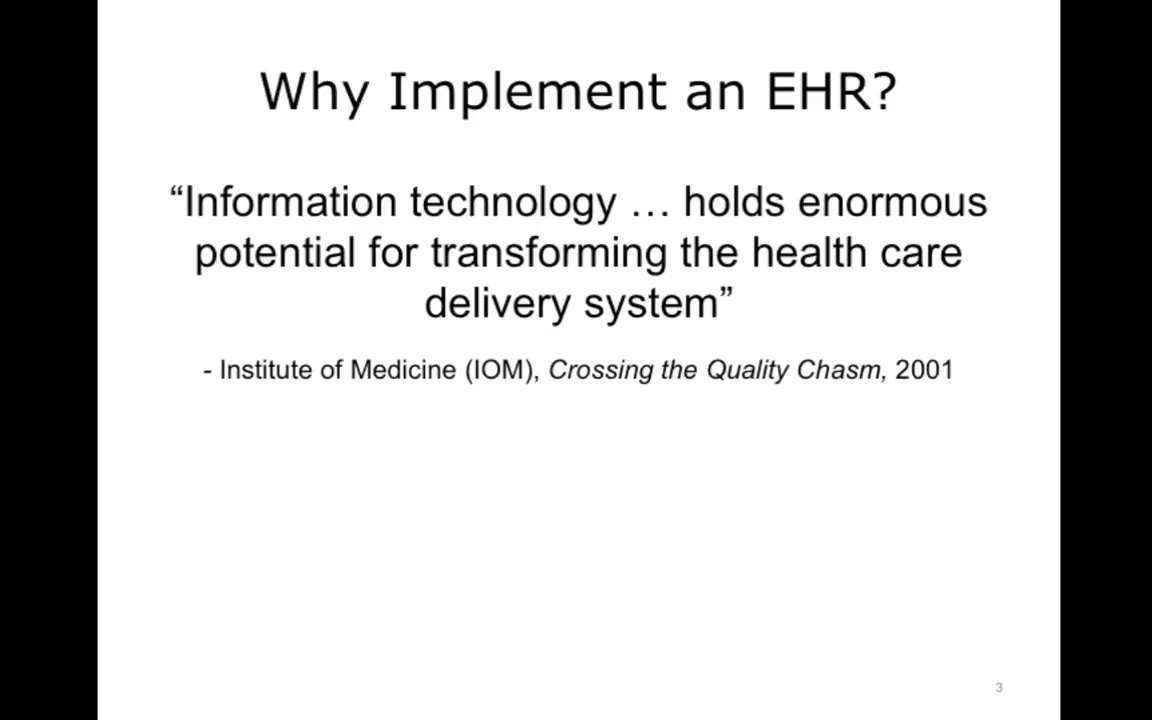 Why Implement an EHR?
“Information technology … holds enormous
potential for transforming the health care
delivery system”
- Institute of Medicine (IOM), Crossing the Quality Chasm, 2001
3